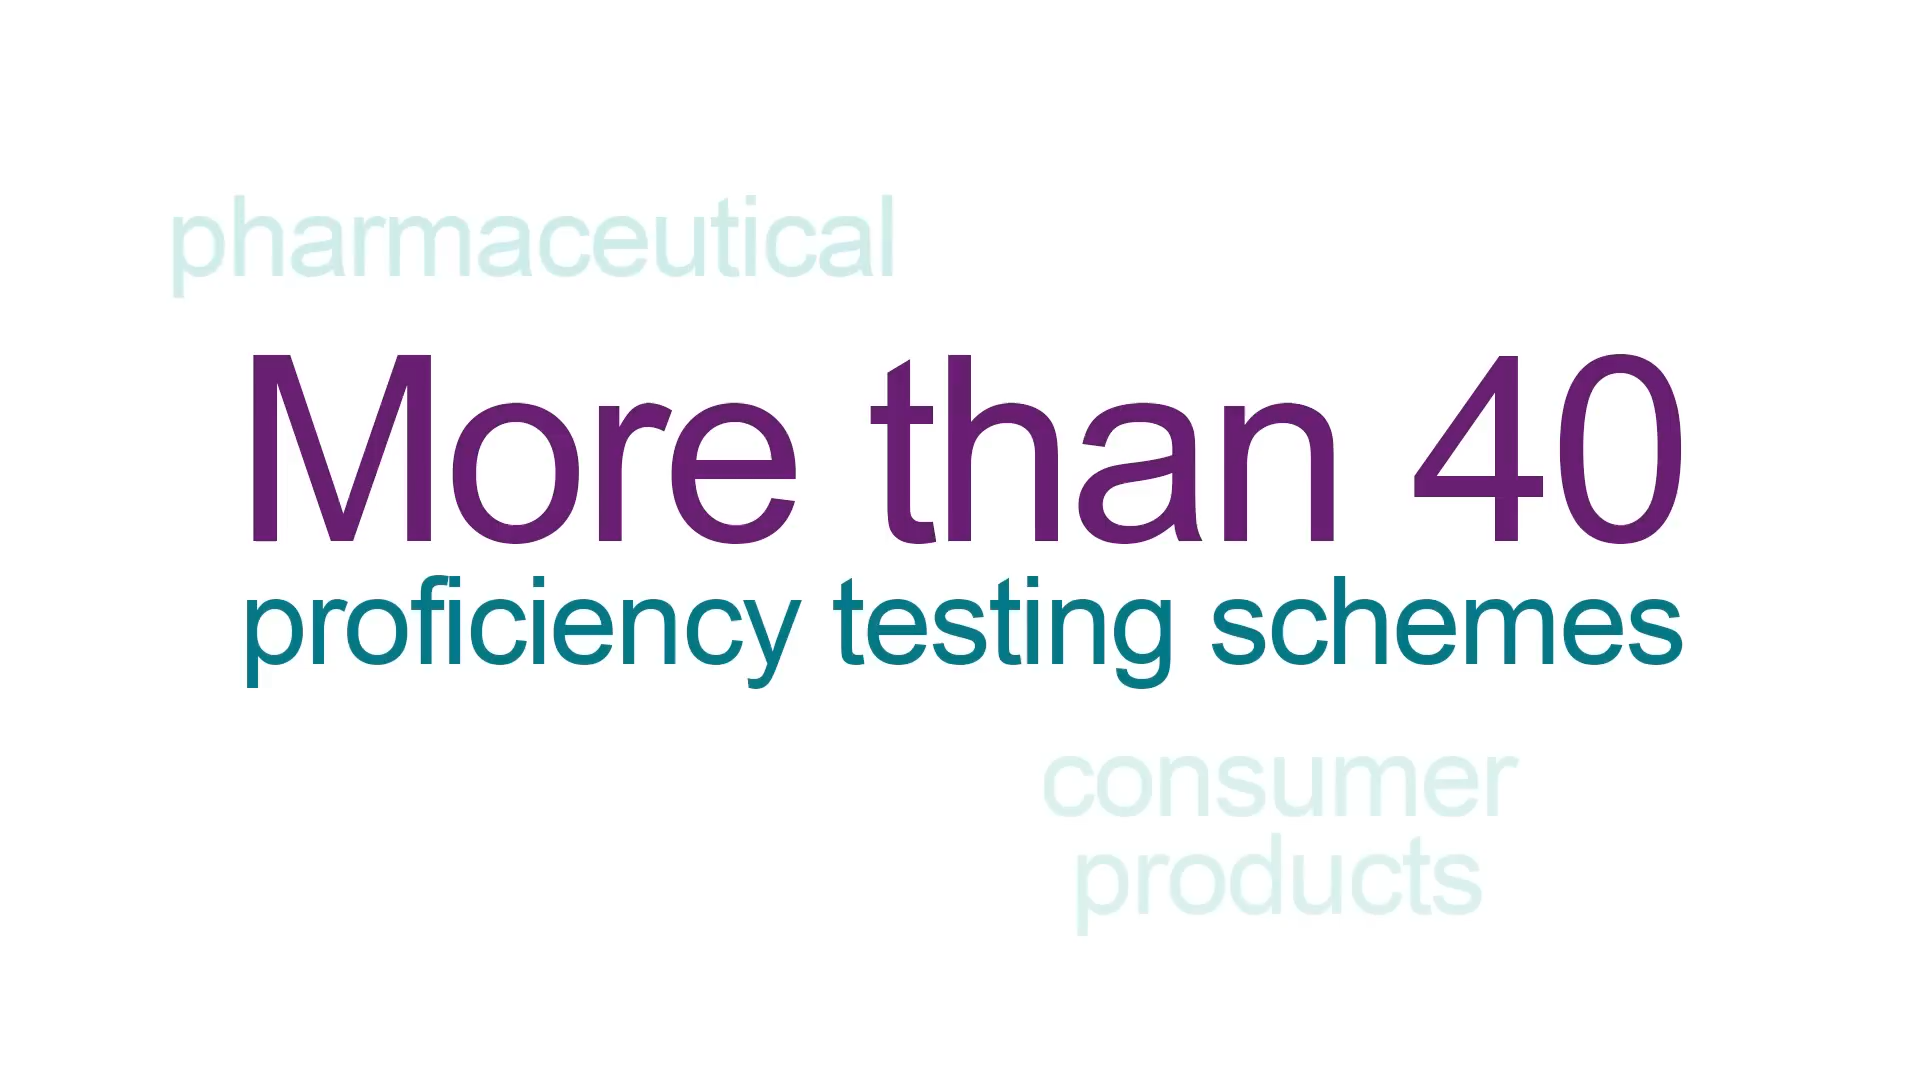 pharmaceutical
More than 40
proficiency testing schemes
consumer
products